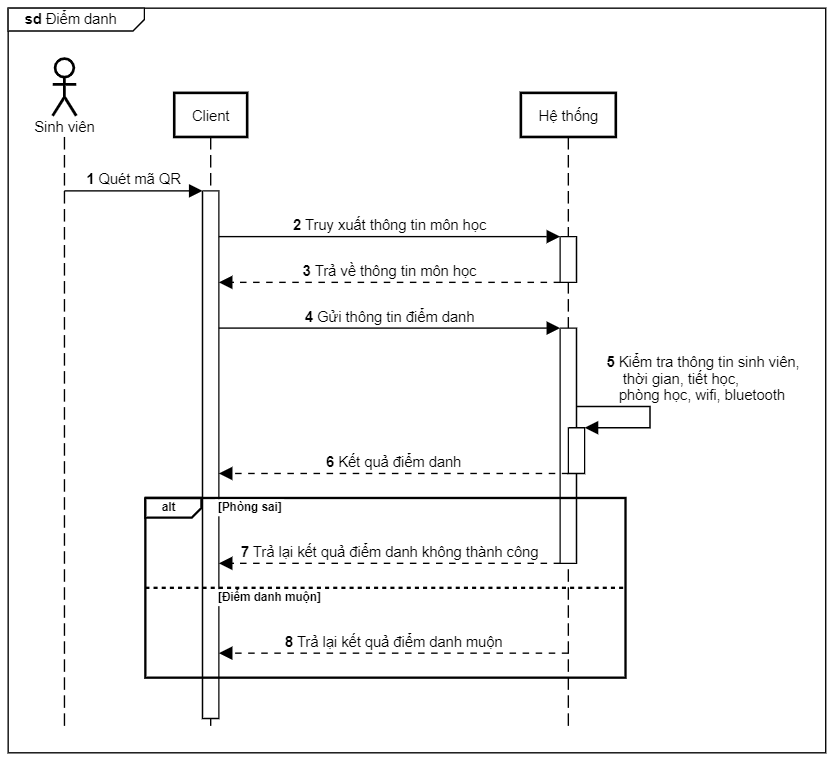 sd Điểm danh
Sinh viên
Client
Hệ thống
1 Quét mã QR
2 Truy xuất thông tin môn học
3 Trả về thông tin môn học
4 Gửi thông tin điểm danh
5 Kiểm tra thông tin sinh viên,
thời gian, tiết học,
phòng học, wifi, bluetooth
6 Kết quả điểm danh
alt
[Phòng sai]
7 Trả lại kết quả điểm danh không thành công
[Điểm danh muộn]
8 Trả lại kết quả điểm danh muộn